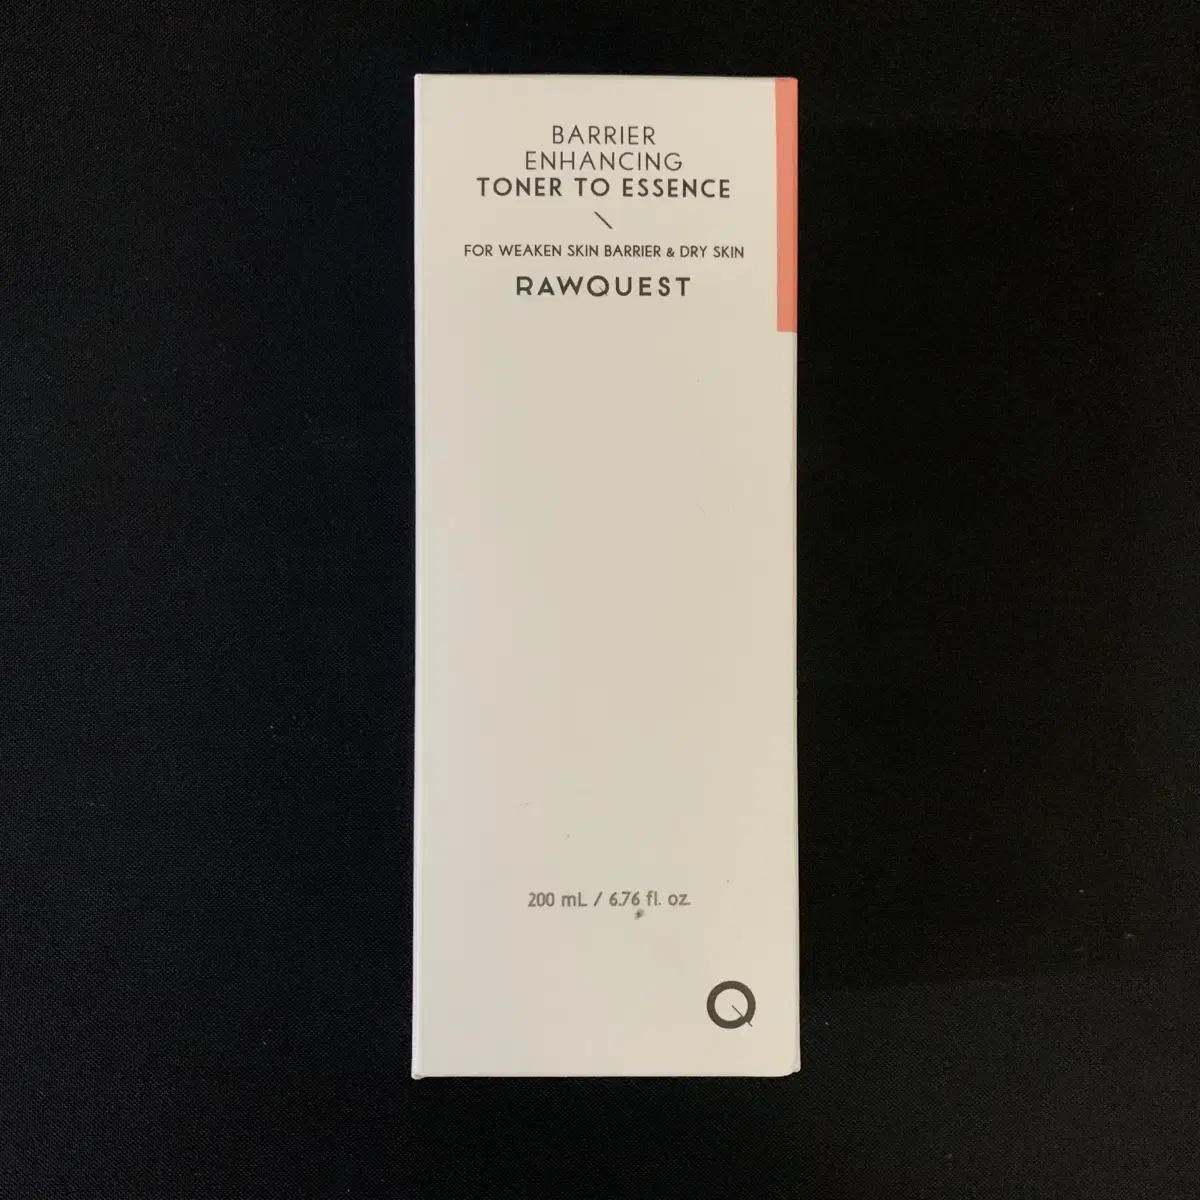 BARRIER
ENHANCING
TONER TO ESSENCE
FOR WEAKEN SKIN BARRIER & DRY SKIN
RAWQUEST
200 mL / 6.76 fl. oz.
Q